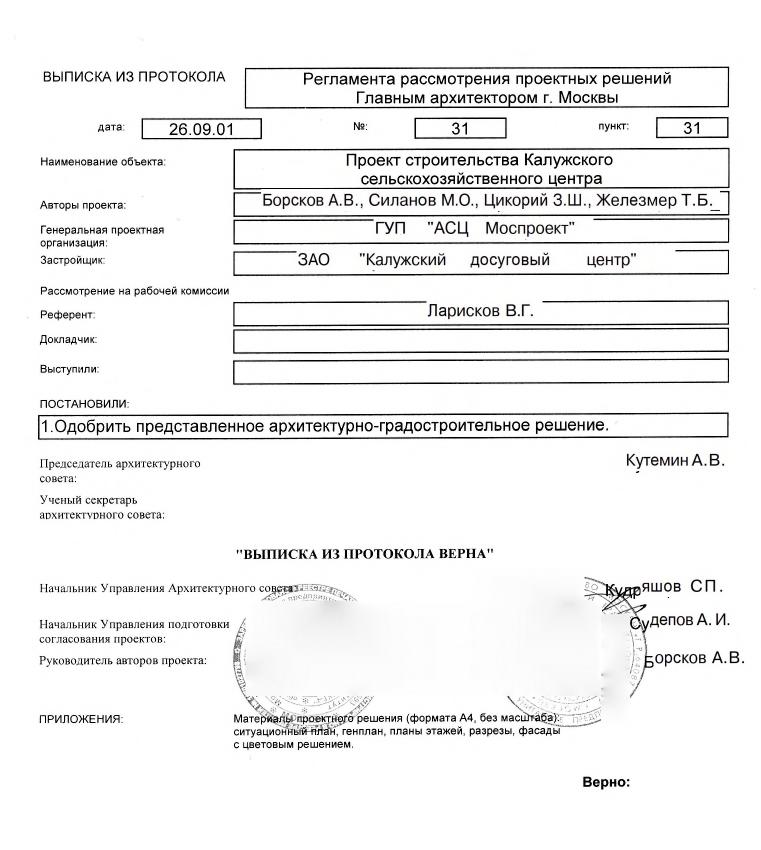 ВЫПИСКА ИЗ ПРОТОКОЛА
Регламента рассмотрения проектных решений
Главным архитектором г. Москвы
дата: 26.09.01 №: 31 пункт: 31
Наименование объекта:
Проект строительства Калужского
сельскохозяйственного центра
Авторы проекта: Борсков А.В., Силанов М.О., Цикорий З.Ш., Железмер Т.Б.
Генеральная проектная
организация:
ГУП "АСЦ Моспроект"
Застройщик: ЗАО "Калужский досуговый центр"
Рассмотрение на рабочей комиссии
Референт: Ларисков В.Г.
Докладчик:
Выступили:
ПОСТАНОВИЛИ:
1.Одобрить представленное архитектурно-градостроительное решение.
Председатель архитектурного
совета:
Кутемин А.В.
Ученый секретарь
архитектурного совета:
"ВЫПИСКА ИЗ ПРОТОКОЛА ВЕРНА"
Начальник Управления Архитектурного совета Кудряшов СП.
Начальник Управления подготовки
согласования проектов:
Судепов А. И.
Руководитель авторов проекта: Борсков А.В.
ПРИЛОЖЕНИЯ:
Материалы проектного решения (формата А4, без масштаба):
ситуационный план, генплан, планы этажей, разрезы, фасады
с цветовым решением.
Верно: